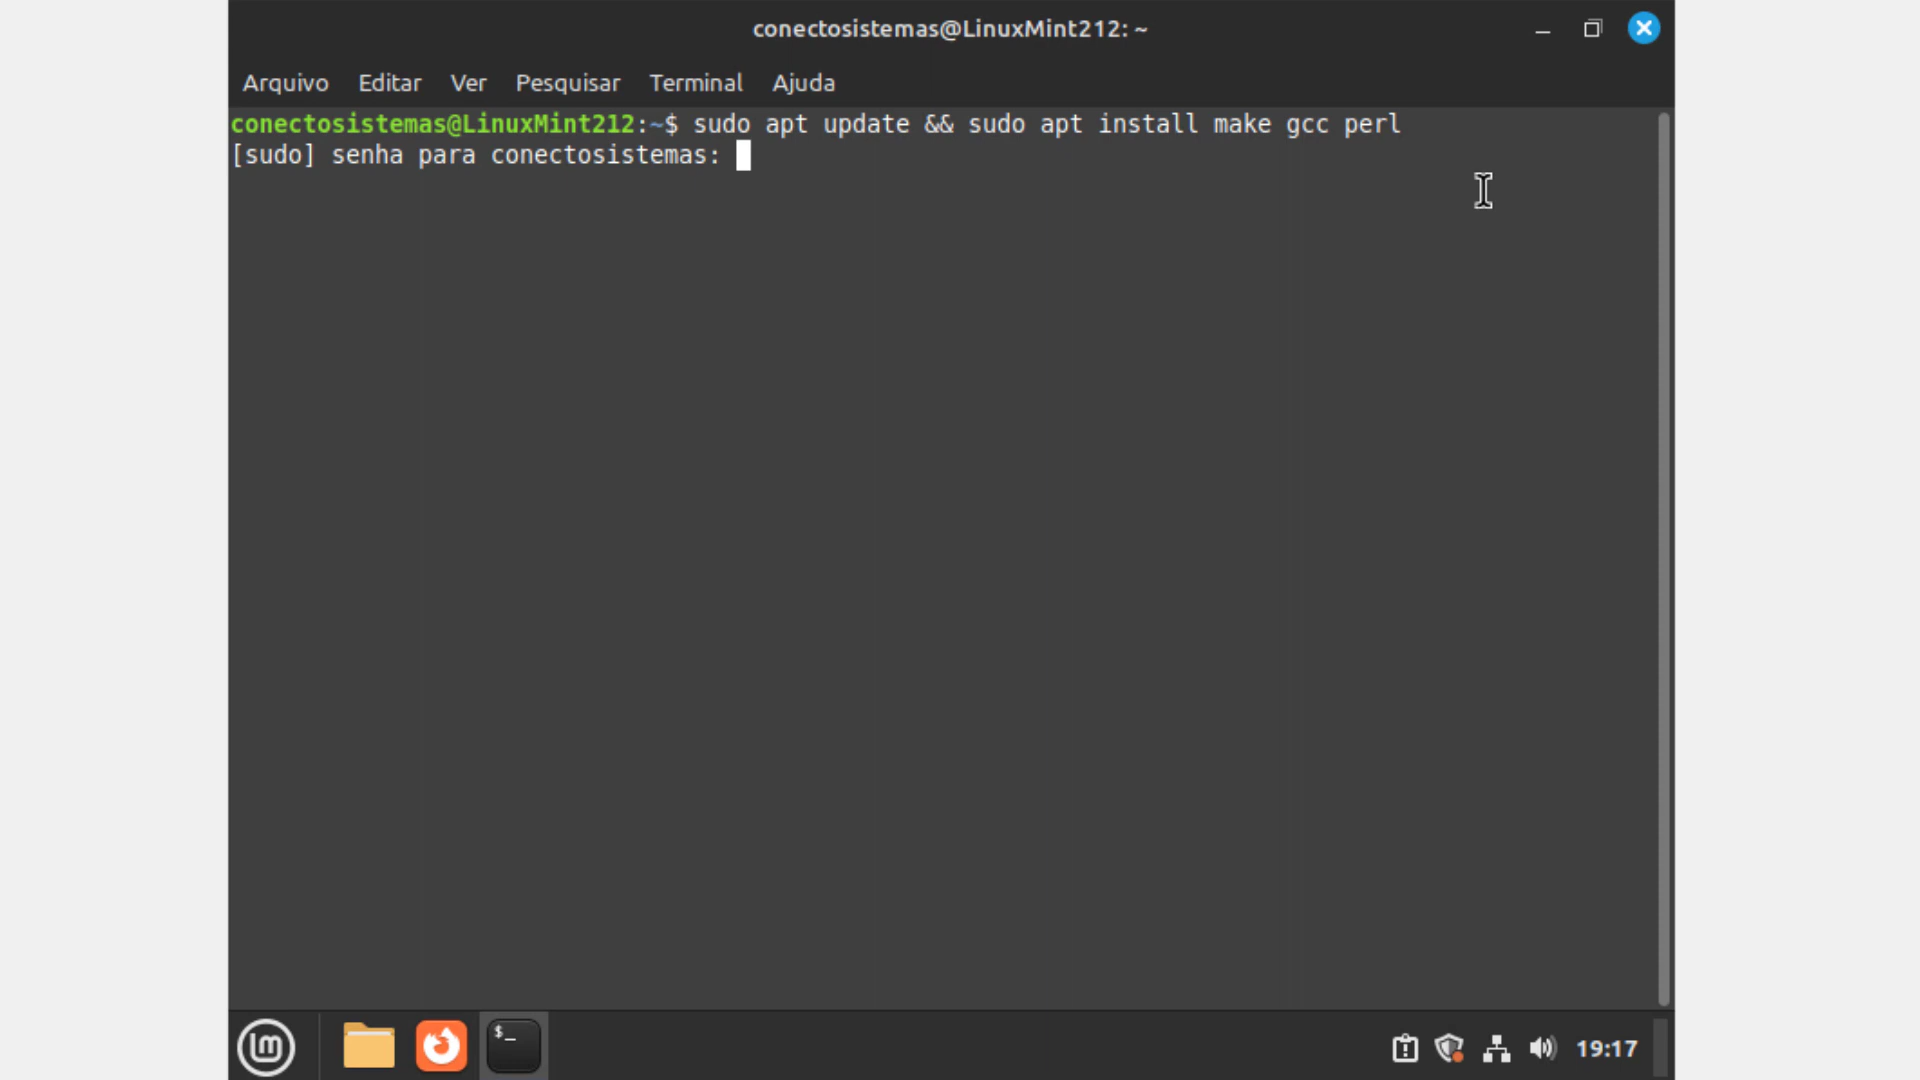 conectosistemas@LinuxMint212: ~
Arquivo Editar Ver Pesquisar Terminal Ajuda
conectosistemas@LinuxMint212:~$ sudo apt update && sudo apt install make gcc perl
[sudo] senha para conectosistemas:
$_
19:17